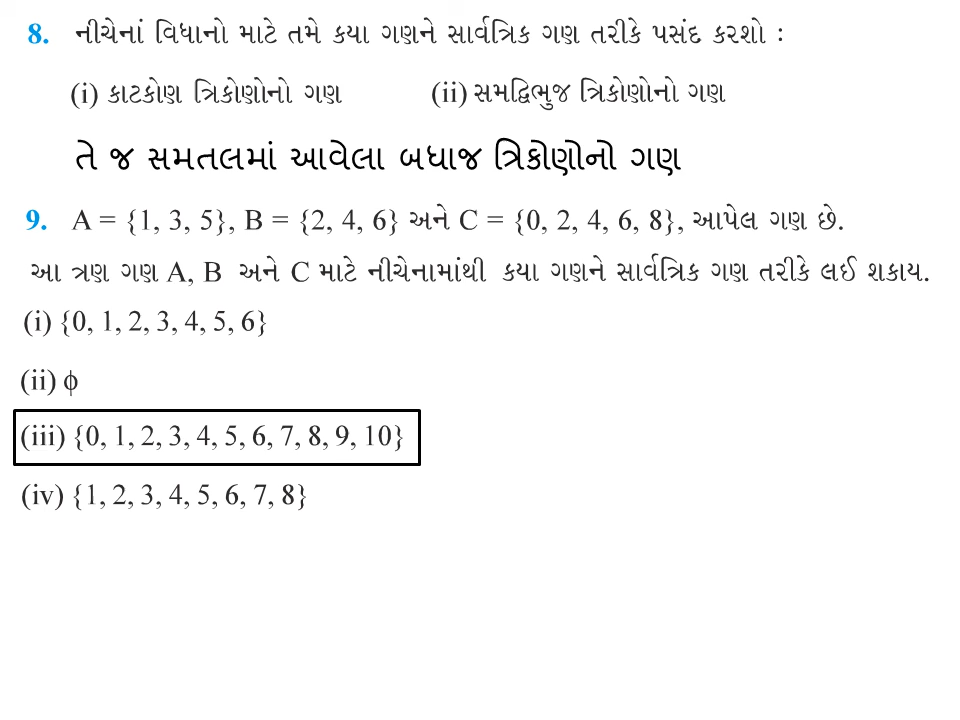 8. નીચેનાં વિધાનો માટે તમે કયા ગણને સાર્વત્રિક ગણ તરીકે પસંદ કરશો :
(i) કાટકોણ ત્રિકોણોનો ગણ (ii) સમદ્વિભુજ ત્રિકોણોનો ગણ
તે જ સમતલમાં આવેલા બધાજ ત્રિકોણોનો ગણ
9. A = {1, 3, 5}, B = {2, 4, 6} અને C = {0, 2, 4, 6, 8}, આપેલ ગણ છે.
આ ત્રણ ગણ A, B અને C માટે નીચેનામાંથી કયા ગણને સાર્વત્રિક ગણ તરીકે લઈ શકાય.
(i) {0, 1, 2, 3, 4, 5, 6}
(ii) ϕ
(iii) {0, 1, 2, 3, 4, 5, 6, 7, 8, 9, 10}
(iv) {1, 2, 3, 4, 5, 6, 7, 8}